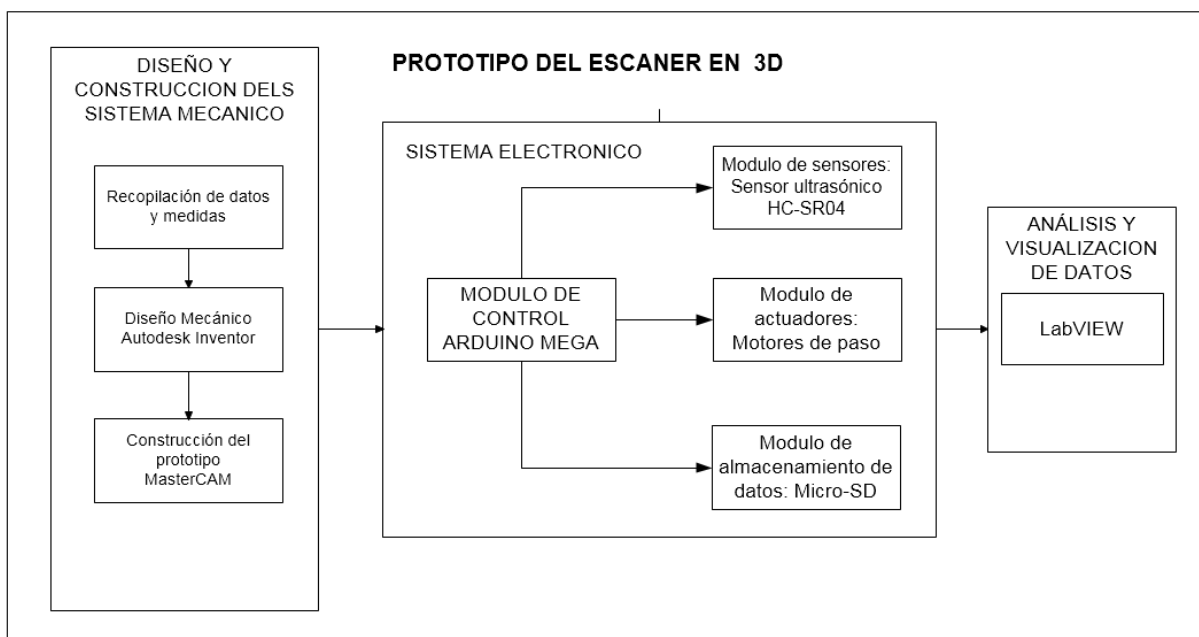 PROTOTIPO DEL ESCANER EN 3D
DISEÑO Y
CONSTRUCCION DELS
SISTEMA MECANICO
Recopilación de datos
y medidas
Diseño Mecánico
Autodesk Inventor
Construcción del
prototipo
MasterCAM
SISTEMA ELECTRONICO
MODULO DE
CONTROL
ARDUINO MEGA
Modulo de sensores:
Sensor ultrasónico
HC-SR04
Modulo de
actuadores:
Motores de paso
Modulo de
almacenamiento de
datos: Micro-SD
ANÁLISIS Y
VISUALIZACION
DE DATOS
LabVIEW